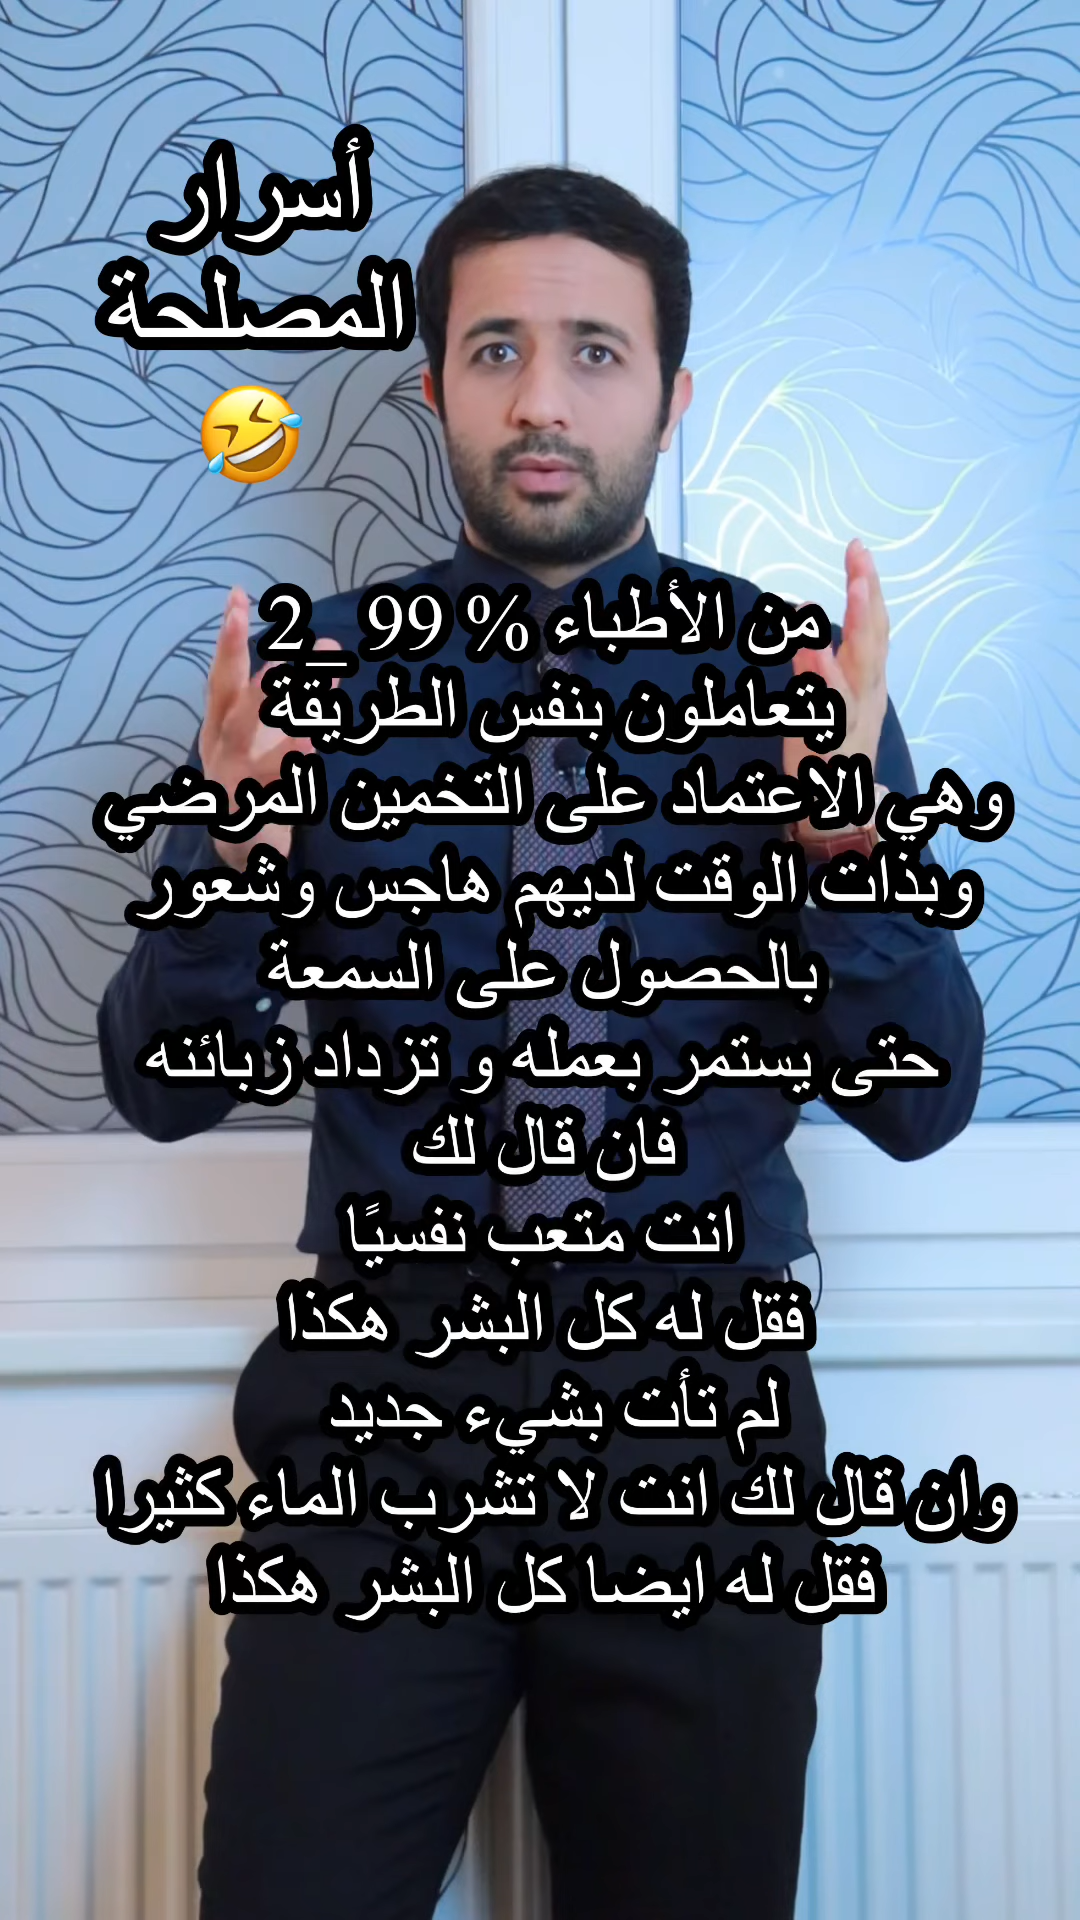 أسرار
المصلحة
🤣
2_ 99 % من الأطباء
يتعاملون بنفس الطريقة
وهي الاعتماد على التخمين المرضي
وبذات الوقت لديهم هاجس وشعور
بالحصول على السمعة
حتى يستمر بعمله و تزداد زبائنه
فان قال لك
انت متعب نفسيًا
فقل له كل البشر هكذا
لم تأت بشيء جديد
وان قال لك انت لا تشرب الماء كثيرا
فقل له ايضا كل البشر هكذا